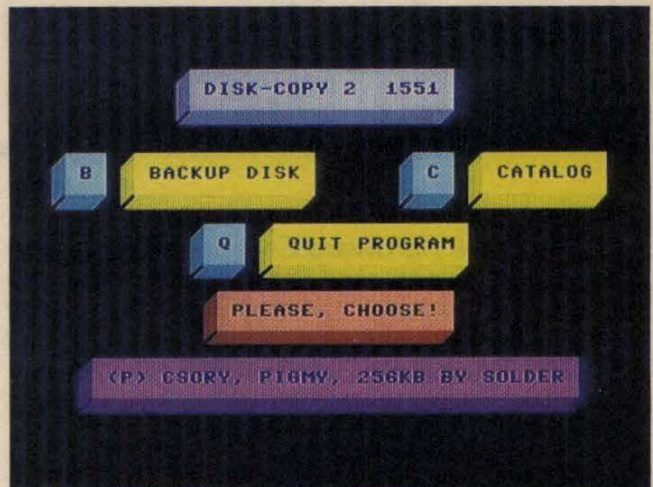 DISK-COPY 2 1551
B BACKUP DISK C CATALOG
Q QUIT PROGRAM
PLEASE, CHOOSE!
(P) CSORY, PIGMY, 256KB BY SOLDER